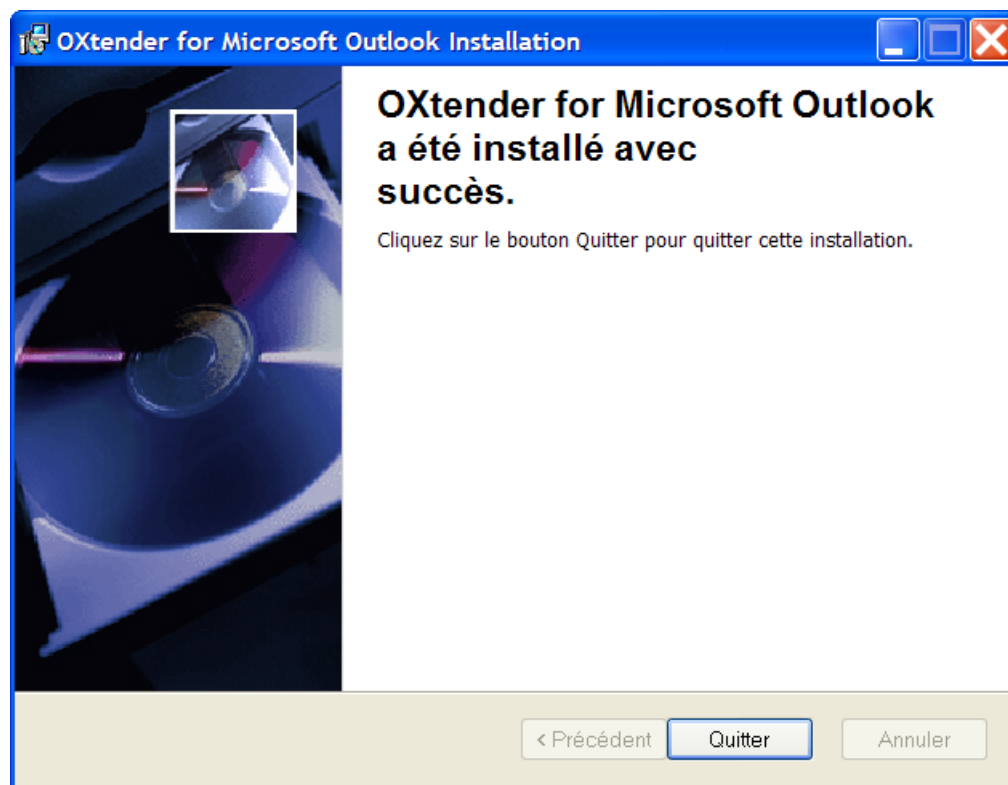 OXtender for Microsoft Outlook Installation
OXtender for Microsoft Outlook
a été installé avec
succès.
Cliquez sur le bouton Quitter pour quitter cette installation.
< Précédent
Quitter
Annuler